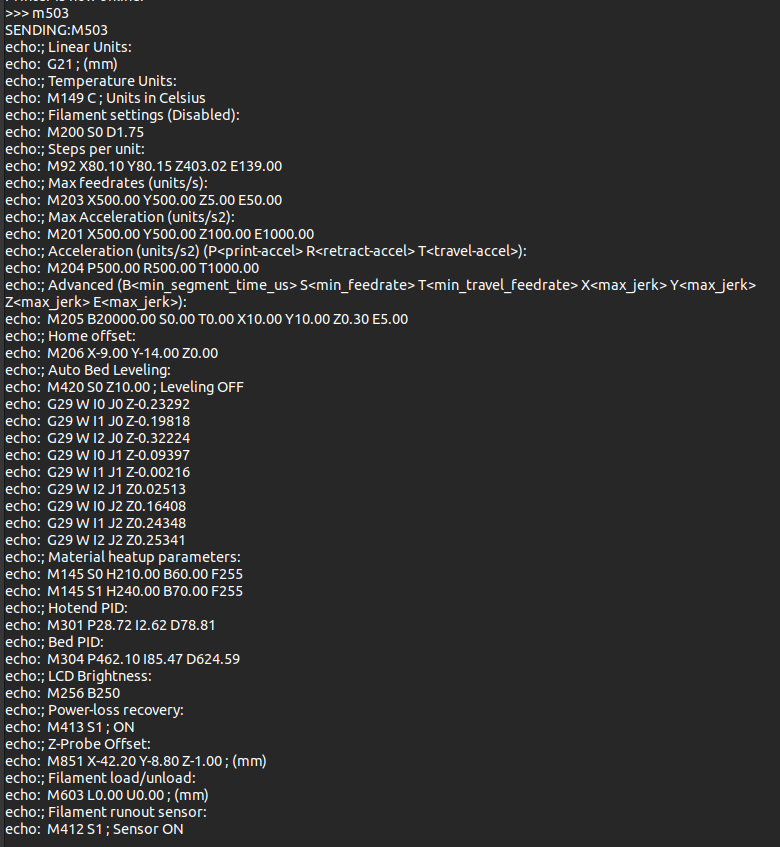 >>> m503
SENDING:M503
echo:; Linear Units:
echo:  G21 ; (mm)
echo:; Temperature Units:
echo:  M149 C ; Units in Celsius
echo:; Filament settings (Disabled):
echo:  M200 S0 D1.75
echo:; Steps per unit:
echo:  M92 X80.10 Y80.15 Z403.02 E139.00
echo:; Max feedrates (units/s):
echo:  M203 X500.00 Y500.00 Z5.00 E50.00
echo:; Max Acceleration (units/s2):
echo:  M201 X500.00 Y500.00 Z100.00 E1000.00
echo:; Acceleration (units/s2) (P<print-accel> R<retract-accel> T<travel-accel>):
echo:  M204 P500.00 R500.00 T1000.00
echo:; Advanced (B<min_segment_time_us> S<min_feedrate> T<min_travel_feedrate> X<max_jerk> Y<max_jerk>
Z<max_jerk> E<max_jerk>):
echo:  M205 B20000.00 S0.00 T0.00 X10.00 Y10.00 Z0.30 E5.00
echo:; Home offset:
echo:  M206 X-9.00 Y-14.00 Z0.00
echo:; Auto Bed Leveling:
echo:  M420 S0 Z10.00 ; Leveling OFF
echo:  G29 W I0 J0 Z-0.23292
echo:  G29 W I1 J0 Z-0.19818
echo:  G29 W I2 J0 Z-0.32224
echo:  G29 W I0 J1 Z-0.09397
echo:  G29 W I1 J1 Z-0.00216
echo:  G29 W I2 J1 Z0.02513
echo:  G29 W I0 J2 Z0.16408
echo:  G29 W I1 J2 Z0.24348
echo:  G29 W I2 J2 Z0.25341
echo:; Material heatup parameters:
echo:  M145 S0 H210.00 B60.00 F255
echo:  M145 S1 H240.00 B70.00 F255
echo:; Hotend PID:
echo:  M301 P28.72 I2.62 D78.81
echo:; Bed PID:
echo:  M304 P462.10 I85.47 D624.59
echo:; LCD Brightness:
echo:  M256 B250
echo:; Power-loss recovery:
echo:  M413 S1 ; ON
echo:; Z-Probe Offset:
echo:  M851 X-42.20 Y-8.80 Z-1.00 ; (mm)
echo:; Filament load/unload:
echo:  M603 L0.00 U0.00 ; (mm)
echo:; Filament runout sensor:
echo:  M412 S1 ; Sensor ON